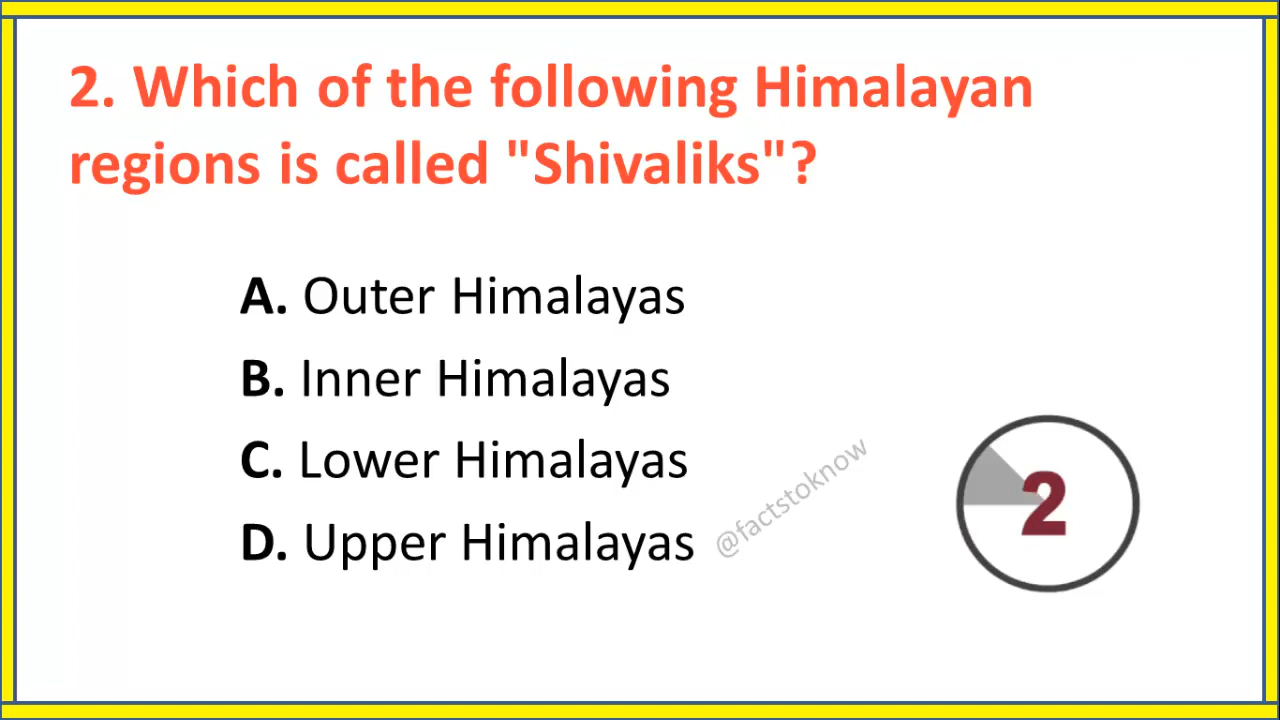 2. Which of the following Himalayan
regions is called "Shivaliks"?
A. Outer Himalayas
B. Inner Himalayas
C. Lower Himalayas
D. Upper Himalayas
@factstoknow
2